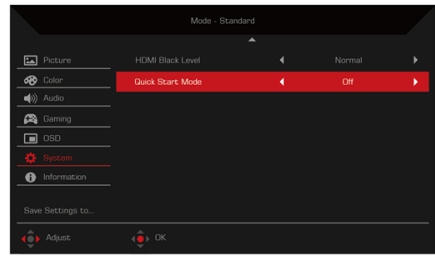 Mode - Standard
Picture
HDMI Black Level Normal
Color
Quick Start Mode Off
Audio
Gaming
OSD
System
Information
Save Settings to...
Adjust OK